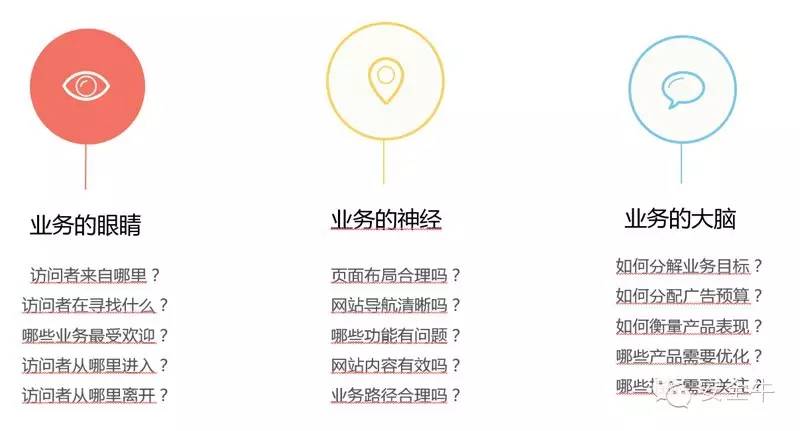 业务的眼睛
访问者来自哪里？
访问者在寻找什么？
哪些业务最受欢迎？
访问者从哪里进入？
访问者从哪里离开？
业务的神经
页面布局合理吗？
网站导航清晰吗？
哪些功能有问题？
网站内容有效吗？
业务路径合理吗？
业务的大脑
如何分解业务目标？
如何分配广告预算？
如何衡量产品表现？
哪些产品需要优化？
哪些 需要关注？
安全牛